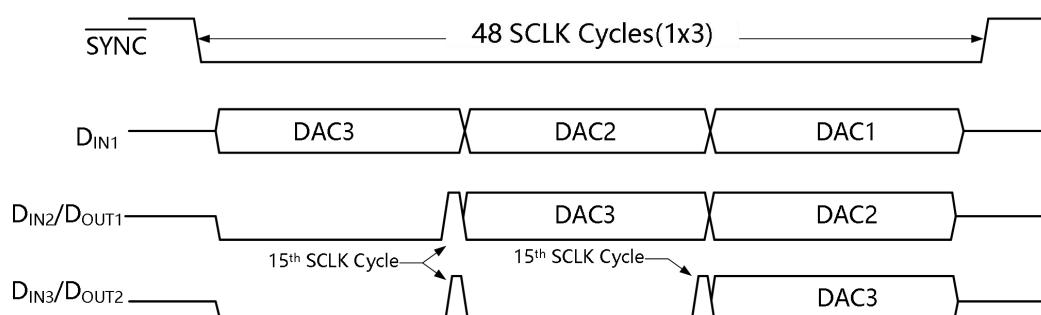 48 SCLK Cycles(1x3)
SYNC
DIN1 DAC3 DAC2 DAC1
DIN2/DOUT1 DAC3 DAC2
15th SCLK Cycle 15th SCLK Cycle
DIN3/DOUT2 DAC3